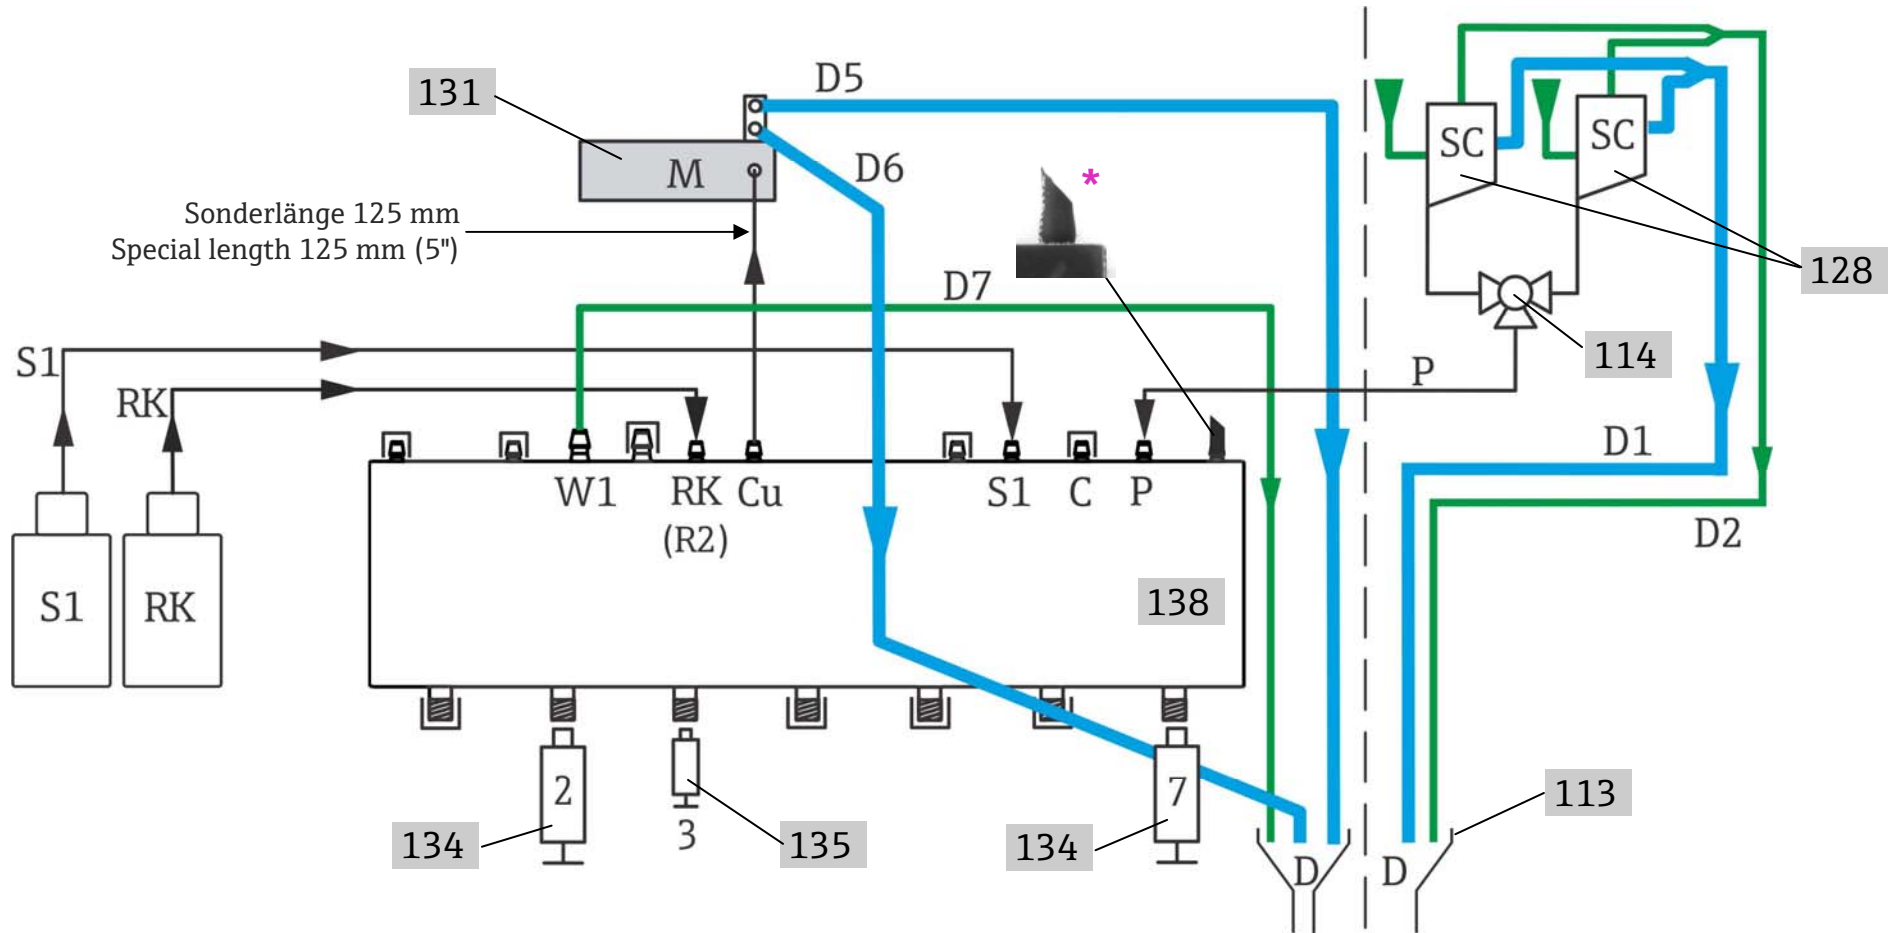 D5
131
SC
SC
M
D6
*
Sonderlänge 125 mm
Special length 125 mm (5")
128
D7
S1
114
P
RK
D1
W1
RK
(R2)
Cu
S1
C
P
D2
138
S1
RK
2
7
113
134
3
135
134
D
D